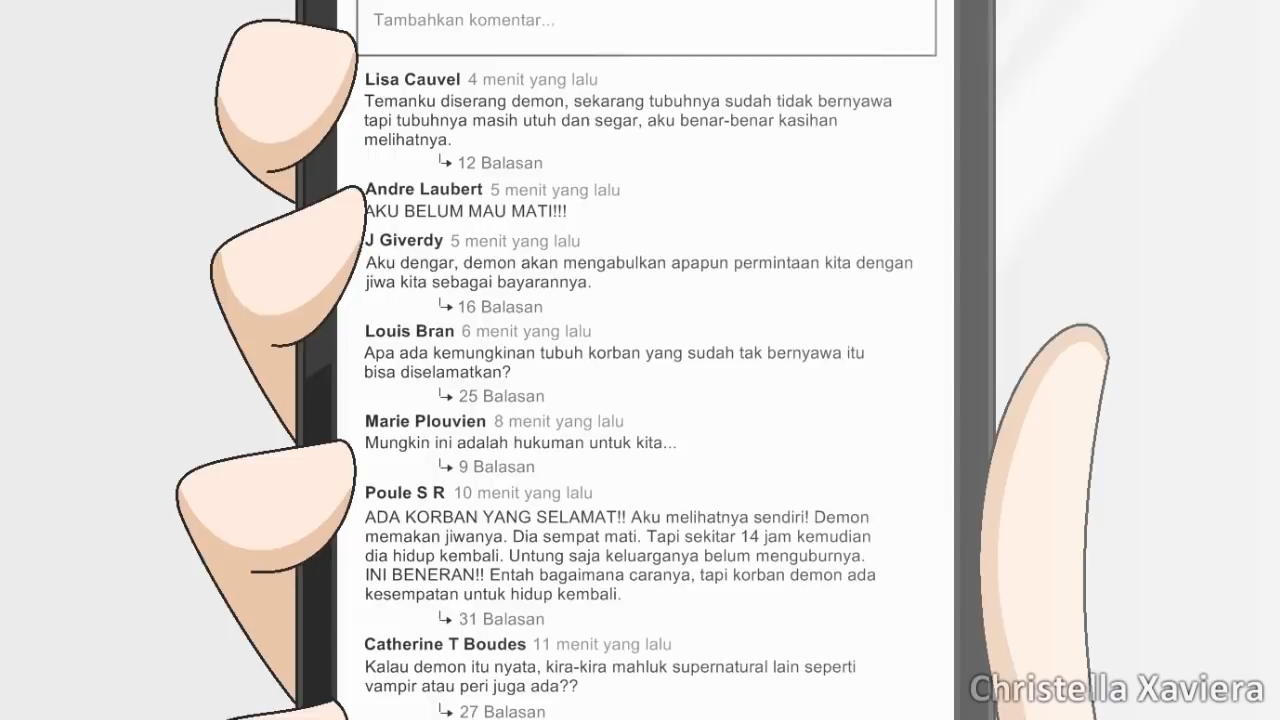 Tambahkan komentar...
Lisa Cauvel 4 menit yang lalu
Temanku diserang demon, sekarang tubuhnya sudah tidak bernyawa
tapi tubuhnya masih utuh dan segar, aku benar-benar kasihan
melihatnya.
12 Balasan
Andre Laubert 5 menit yang lalu
AKU BELUM MAU MATI!!!
J Giverdy 5 menit yang lalu
Aku dengar, demon akan mengabulkan apapun permintaan kita dengan
jiwa kita sebagai bayarannya.
16 Balasan
Louis Bran 6 menit yang lalu
Apa ada kemungkinan tubuh korban yang sudah tak bernyawa itu
bisa diselamatkan?
25 Balasan
Marie Plouvien 8 menit yang lalu
Mungkin ini adalah hukuman untuk kita...
9 Balasan
Poule S R 10 menit yang lalu
ADA KORBAN YANG SELAMAT!! Aku melihatnya sendiri! Demon
memakan jiwanya. Dia sempat mati. Tapi sekitar 14 jam kemudian
dia hidup kembali. Untung saja keluarganya belum menguburnya.
INI BENERAN!! Entah bagaimana caranya, tapi korban demon ada
kesempatan untuk hidup kembali.
31 Balasan
Catherine T Boudes 11 menit yang lalu
Kalau demon itu nyata, kira-kira mahluk supernatural lain seperti
vampir atau peri juga ada??
27 Balasan
Christella Xaviera